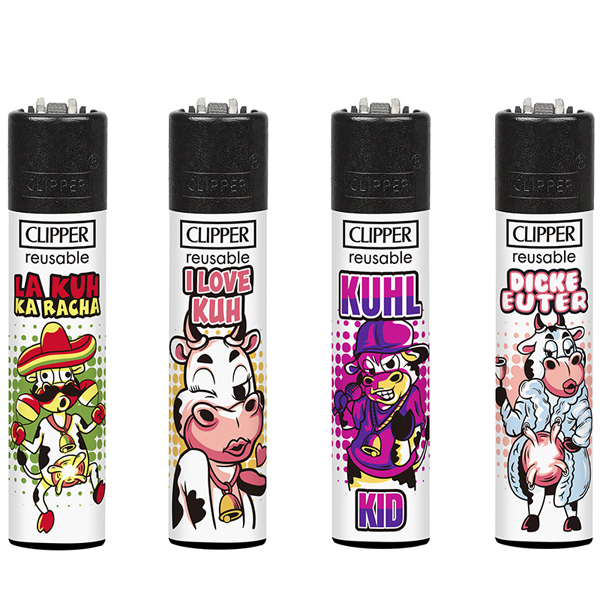 CLIPPER
CLIPPER
reusable
LA KUH
KA RACHA
CLIPPER
CLIPPER
reusable
I LOVE
KUH
CLIPPER
CLIPPER
reusable
KUHL
KID
CLIPPER
CLIPPER
reusable
DICKE
EUTER